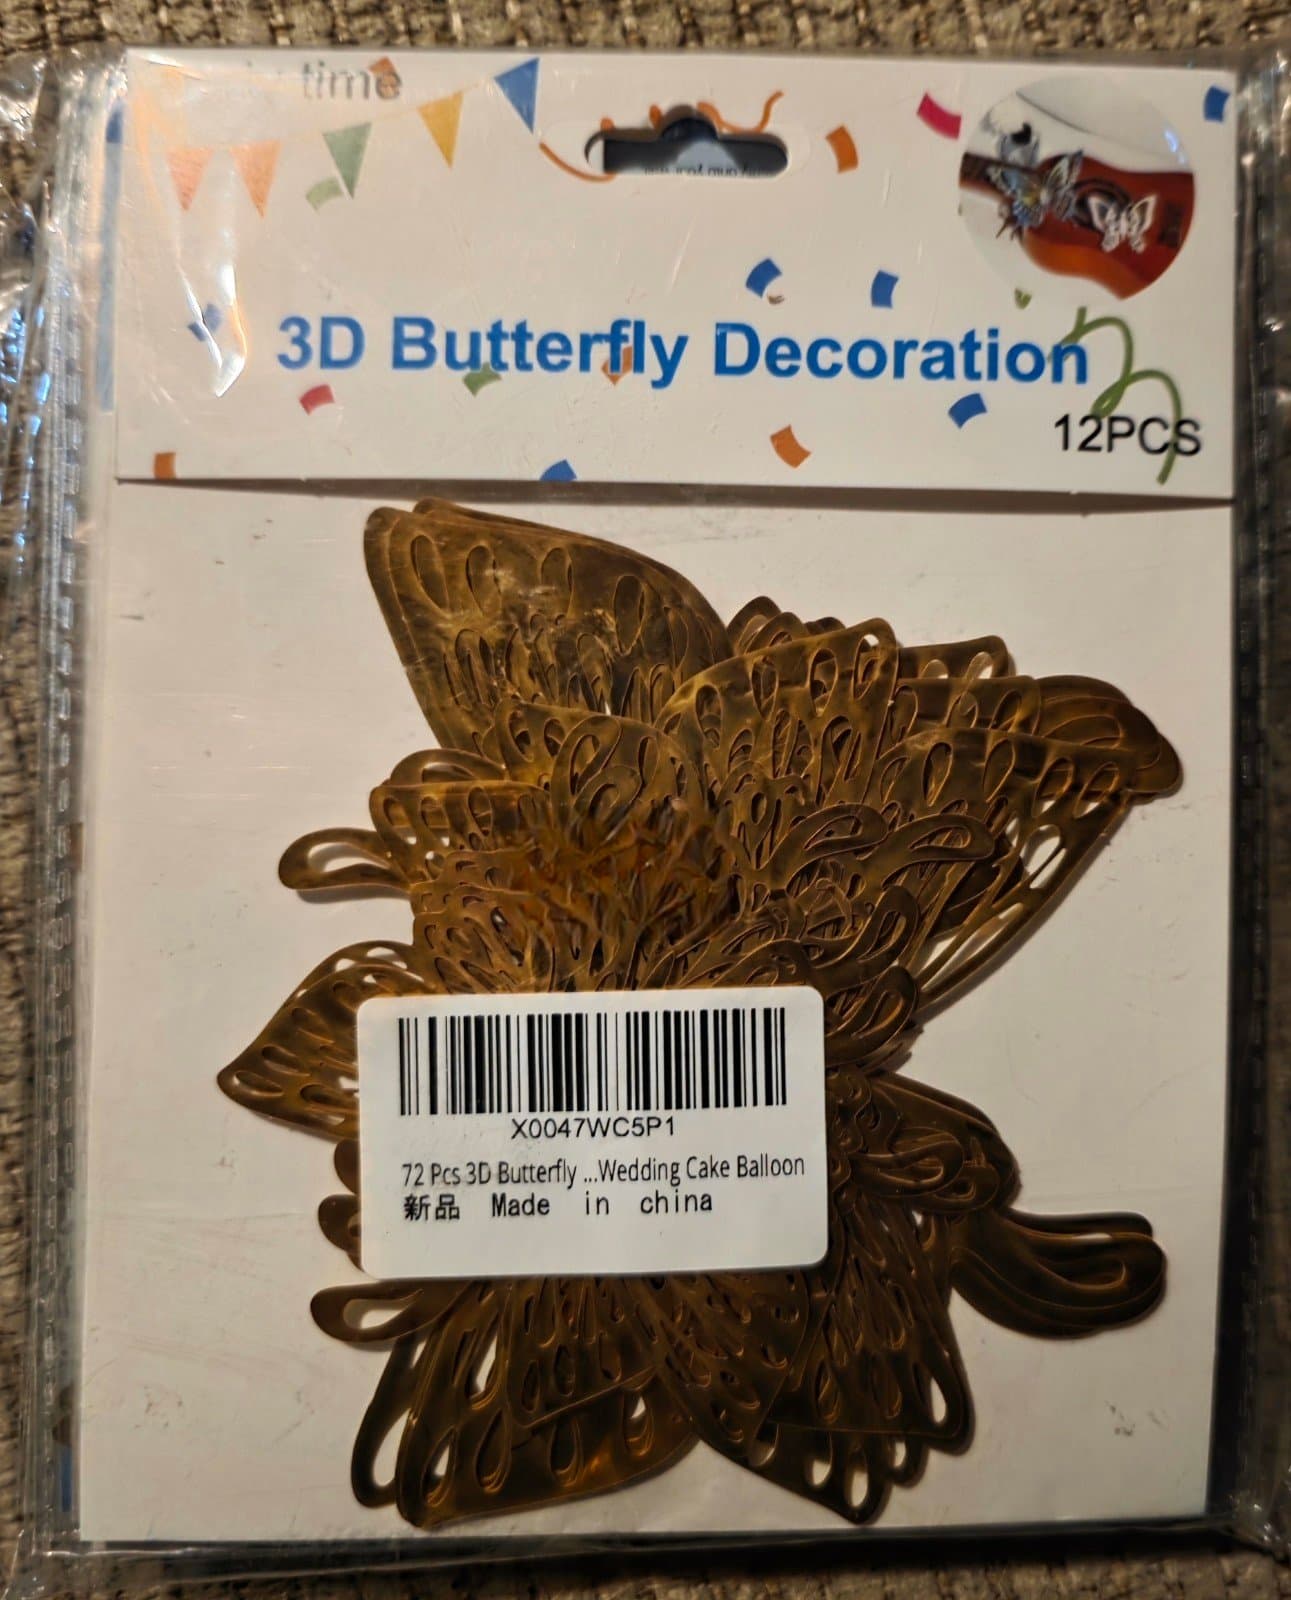 time
3D Butterfly Decoration
12PCS
X0047WC5P1
72 Pcs 3D Butterfly ...Wedding Cake Balloon
新品 Made in china